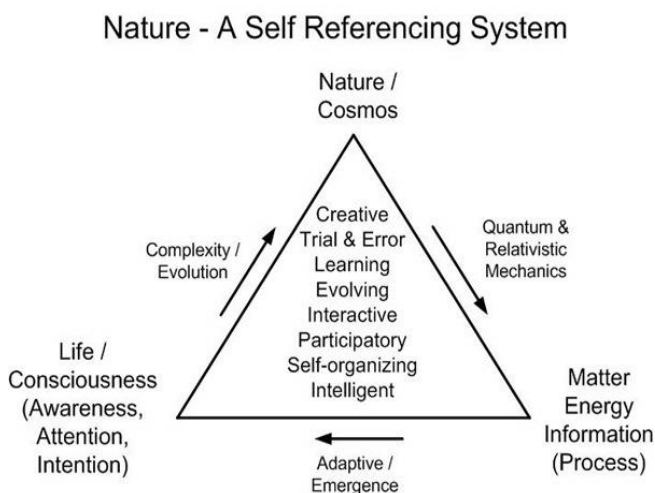 Nature - A Self Referencing System
Nature /
Cosmos
Creative
Trial & Error
Learning
Evolving
Interactive
Participatory
Self-organizing
Intelligent
Complexity /
Evolution
Quantum &
Relativistic
Mechanics
Life /
Consciousness
(Awareness,
Attention,
Intention)
Matter
Energy
Information
(Process)
Adaptive /
Emergence